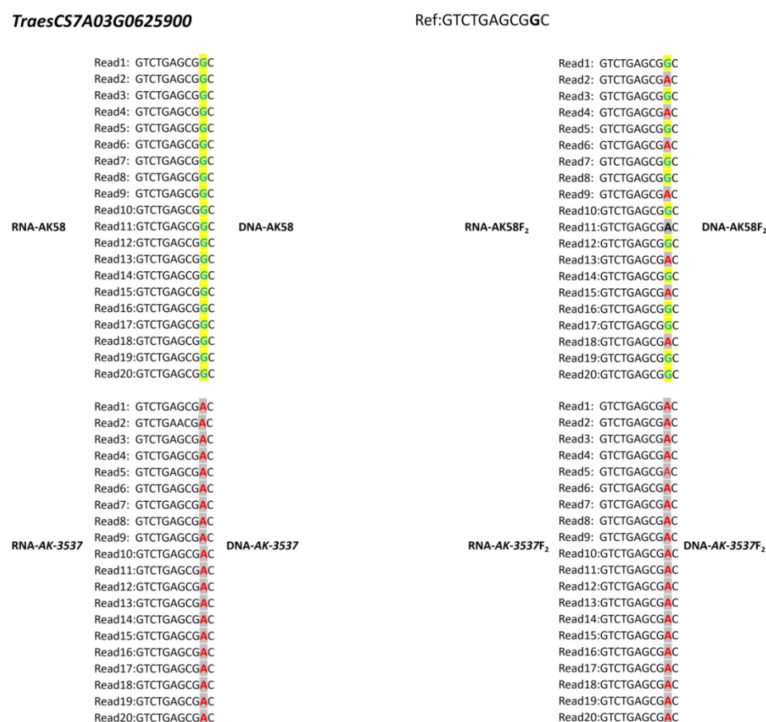 TraesCS7A03G0625900
Ref:GTCTGAGCGGC
Read1: GTCTGAGCGGC
Read2: GTCTGAGCGGC
Read3: GTCTGAGCGGC
Read4: GTCTGAGCGGC
Read5: GTCTGAGCGGC
Read6: GTCTGAGCGGC
Read7: GTCTGAGCGGC
Read8: GTCTGAGCGGC
Read9: GTCTGAGCGGC
Read10:GTCTGAGCGGC
RNA-AK58 Read11:GTCTGAGCGGC DNA-AK58
Read12:GTCTGAGCGGC
Read13:GTCTGAGCGGC
Read14:GTCTGAGCGGC
Read15:GTCTGAGCGGC
Read16:GTCTGAGCGGC
Read17:GTCTGAGCGGC
Read18:GTCTGAGCGGC
Read19:GTCTGAGCGGC
Read20:GTCTGAGCGGC
Read1: GTCTGAGCGGC
Read2: GTCTGAGCGAC
Read3: GTCTGAGCGGC
Read4: GTCTGAGCGAC
Read5: GTCTGAGCGGC
Read6: GTCTGAGCGAC
Read7: GTCTGAGCGGC
Read8: GTCTGAGCGGC
Read9: GTCTGAGCGAC
Read10:GTCTGAGCGGC
RNA-AK58F₂ Read11:GTCTGAGCGAC DNA-AK58F₂
Read12:GTCTGAGCGGC
Read13:GTCTGAGCGAC
Read14:GTCTGAGCGGC
Read15:GTCTGAGCGAC
Read16:GTCTGAGCGGC
Read17:GTCTGAGCGGC
Read18:GTCTGAGCGAC
Read19:GTCTGAGCGGC
Read20:GTCTGAGCGGC
Read1: GTCTGAGCGAC
Read2: GTCTGAACGAC
Read3: GTCTGAGCGAC
Read4: GTCTGAGCGAC
Read5: GTCTGAGCGAC
Read6: GTCTGAGCGAC
Read7: GTCTGAGCGAC
Read8: GTCTGAGCGAC
Read9: GTCTGAGCGAC
RNA-AK-3537 DNA-AK-3537
Read10:GTCTGAGCGAC
Read11:GTCTGAGCGAC
Read12:GTCTGAGCGAC
Read13:GTCTGAGCGAC
Read14:GTCTGAGCGAC
Read15:GTCTGAGCGAC
Read16:GTCTGAGCGAC
Read17:GTCTGAGCGAC
Read18:GTCTGAGCGAC
Read19:GTCTGAGCGAC
Read20:GTCTGAGCGAC
Read1: GTCTGAGCGAC
Read2: GTCTGAGCGAC
Read3: GTCTGAGCGAC
Read4: GTCTGAGCGAC
Read5: GTCTGAGCGAC
Read6: GTCTGAGCGAC
Read7: GTCTGAGCGAC
Read8: GTCTGAGCGAC
Read9: GTCTGAGCGAC
RNA-AK-3537F₂ DNA-AK-3537F₂
Read10:GTCTGAGCGAC
Read11:GTCTGAGCGAC
Read12:GTCTGAGCGAC
Read13:GTCTGAGCGAC
Read14:GTCTGAGCGAC
Read15:GTCTGAGCGAC
Read16:GTCTGAGCGAC
Read17:GTCTGAGCGAC
Read18:GTCTGAGCGAC
Read19:GTCTGAGCGAC
Read20:GTCTGAGCGAC